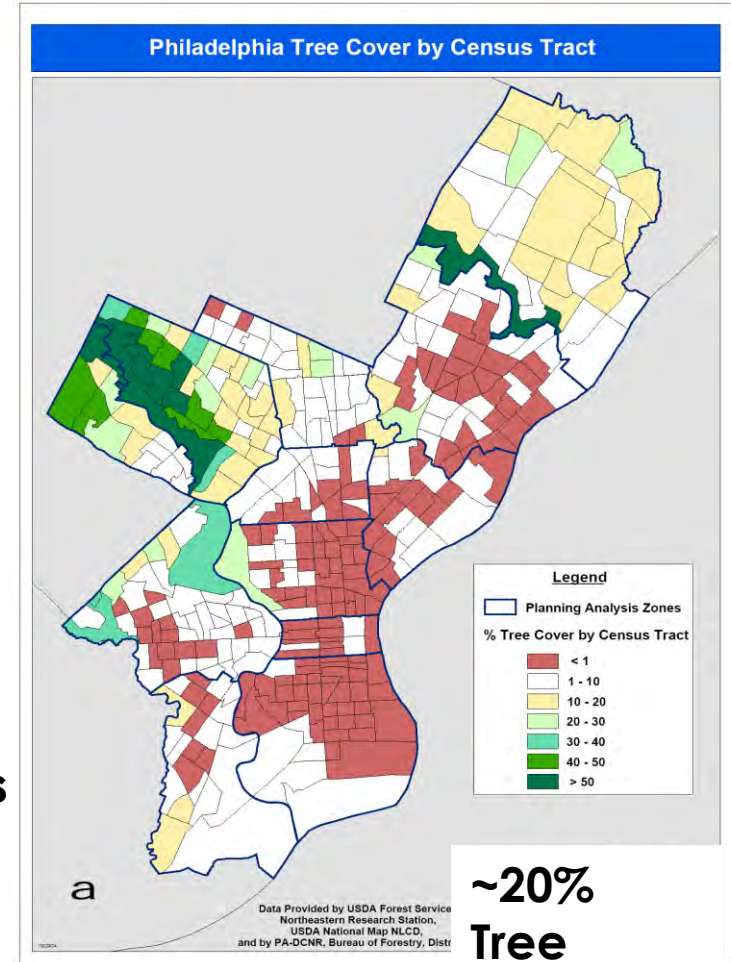 Philadelphia Tree Cover by Census Tract
Legend
Planning Analysis Zones
% Tree Cover by Census Tract
< 1
1 - 10
10 - 20
20 - 30
30 - 40
40 - 50
> 50
s
a
Data Provided by USDA Forest Service
Northeastern Research Station,
USDA National Map NLCD,
and by PA-DCNR, Bureau of Forestry, Distr
~20%
Tree